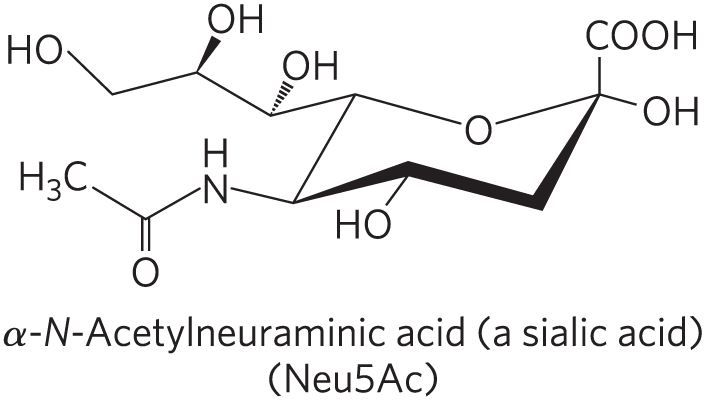 OH
HO
OH
COOH
O
OH
H
N
H₃C
HO
O
α-N-Acetylneuraminic acid (a sialic acid)
(Neu5Ac)